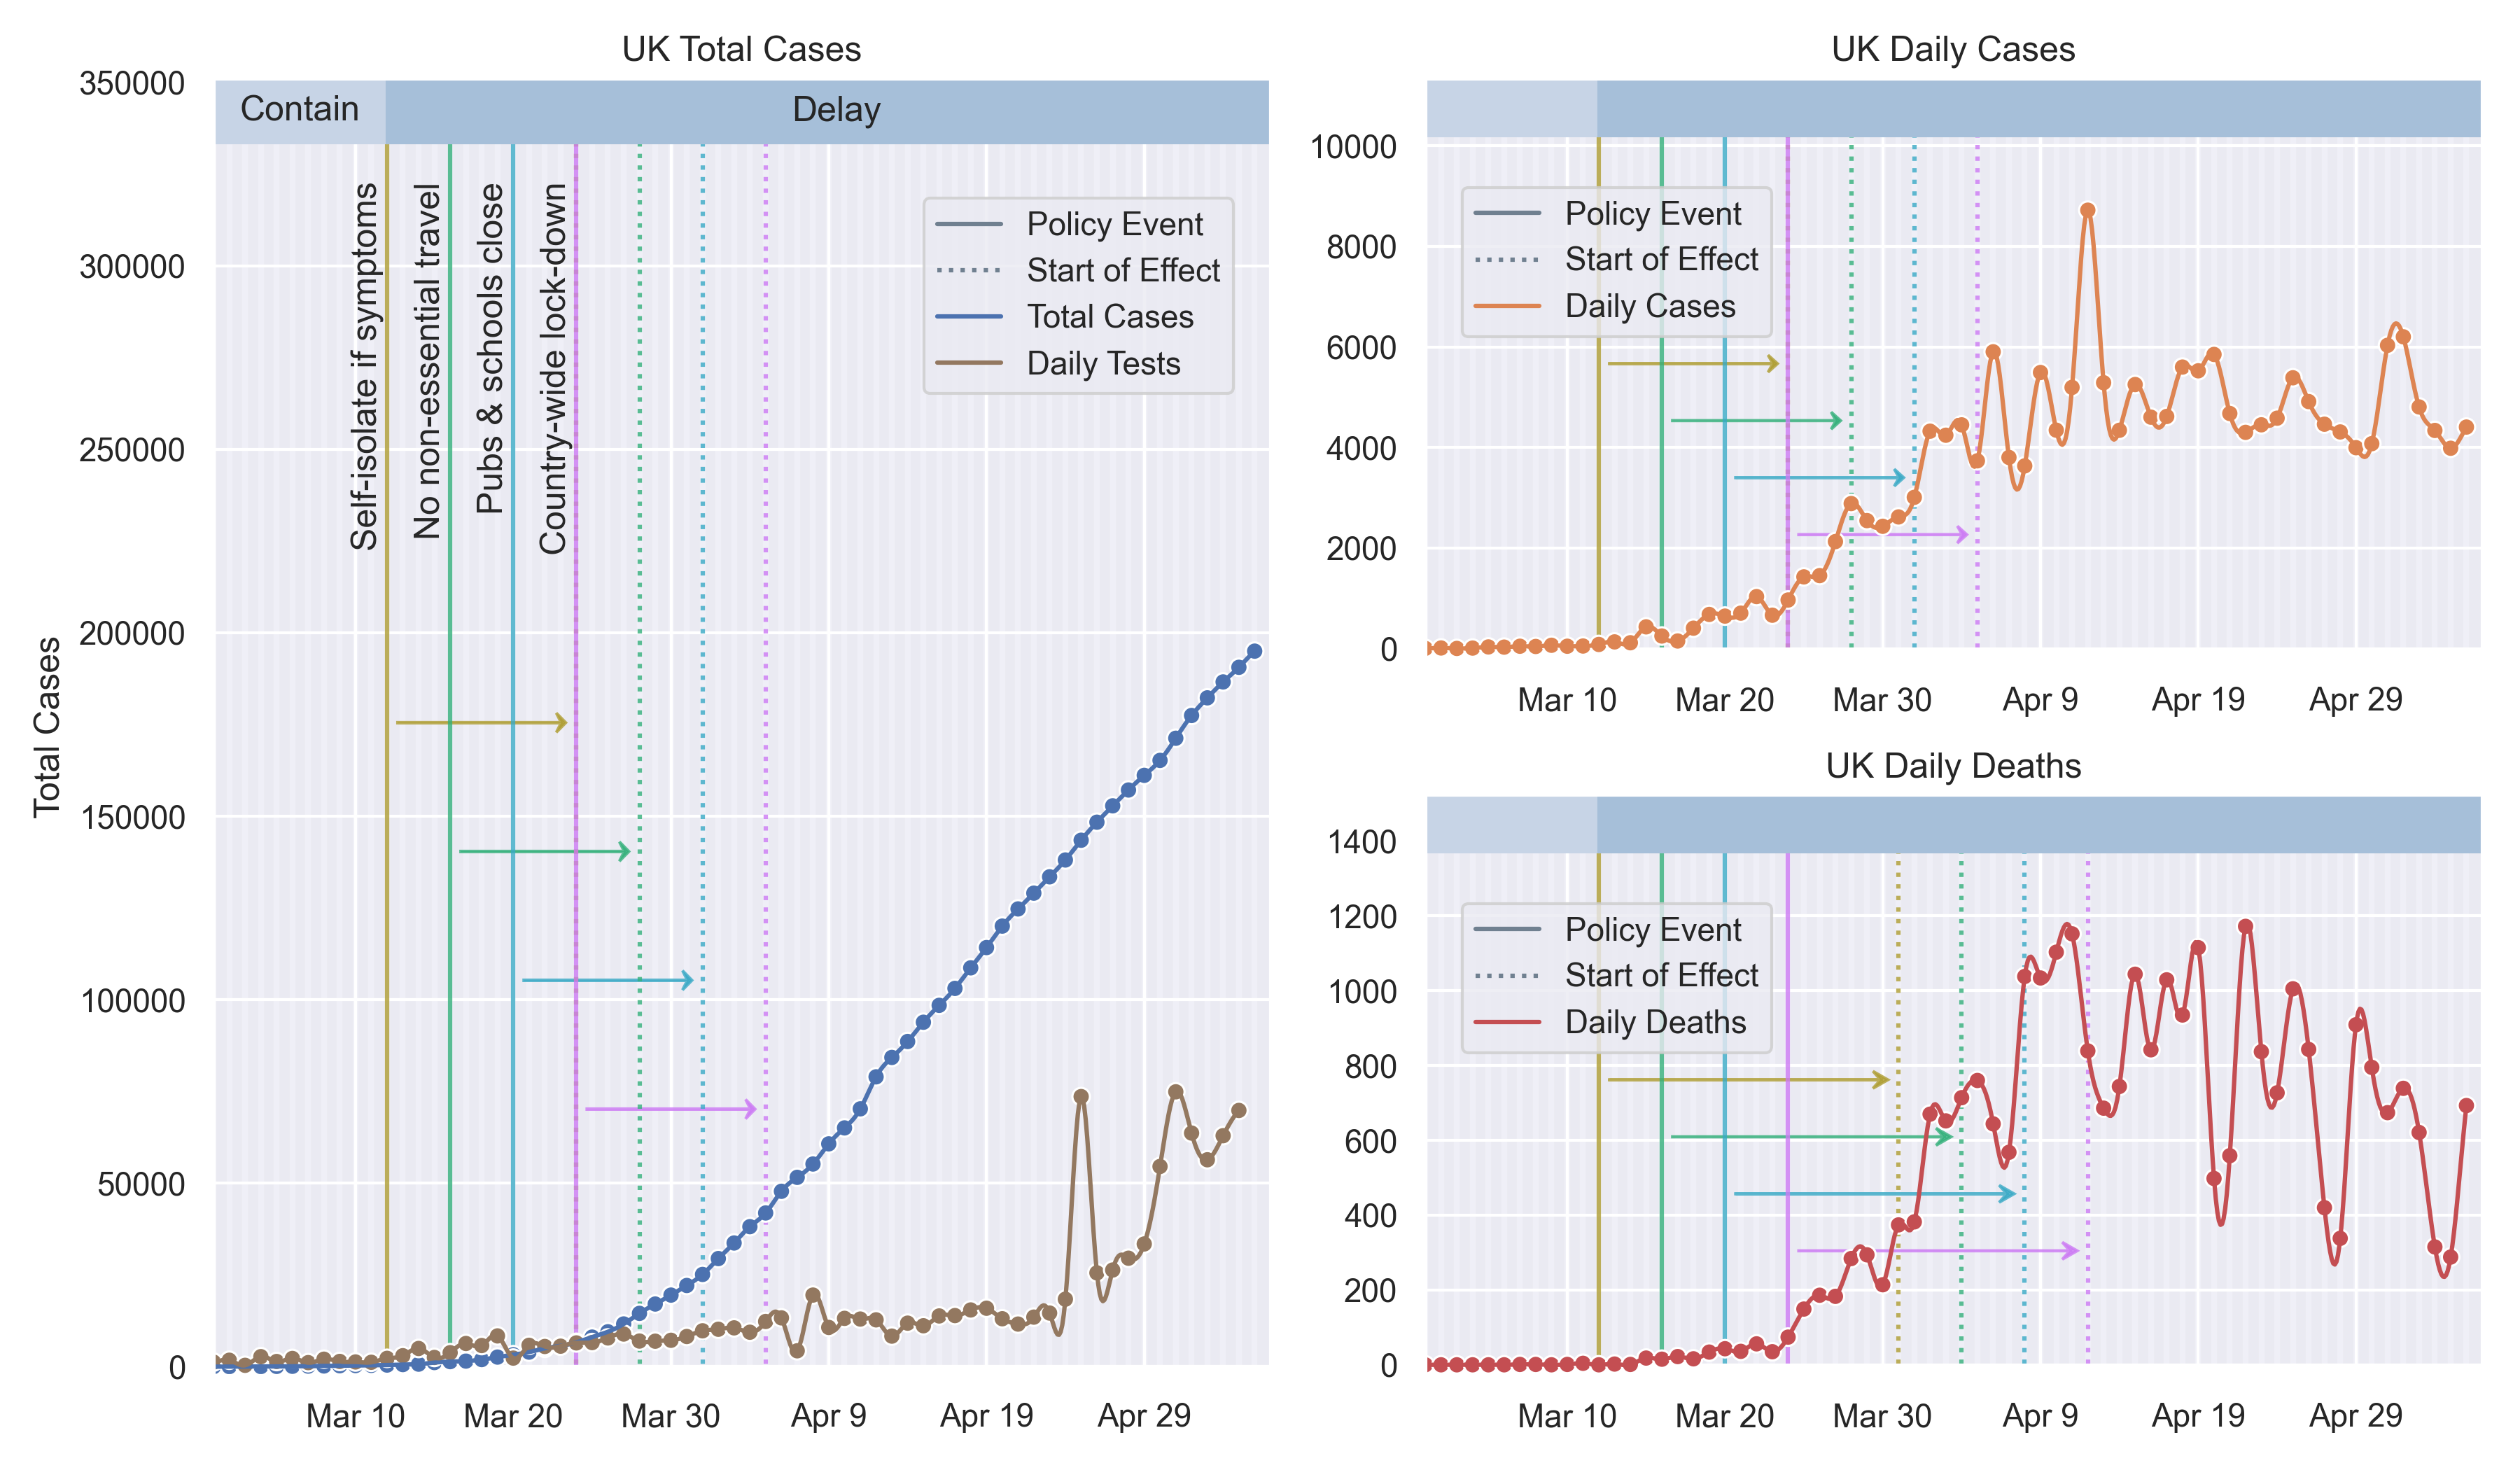 UK Total Cases
350000
300000
250000
200000
150000
100000
50000
0
Total Cases
Contain
Delay
Self-isolate if symptoms
No non-essential travel
Pubs & schools close
Country-wide lock-down
Policy Event
Start of Effect
Total Cases
Daily Tests
Mar 10 Mar 20 Mar 30 Apr 9 Apr 19 Apr 29
UK Daily Cases
10000
8000
6000
4000
2000
0
Policy Event
Start of Effect
Daily Cases
Mar 10 Mar 20 Mar 30 Apr 9 Apr 19 Apr 29
UK Daily Deaths
1400
1200
1000
800
600
400
200
0
Policy Event
Start of Effect
Daily Deaths
Mar 10 Mar 20 Mar 30 Apr 9 Apr 19 Apr 29